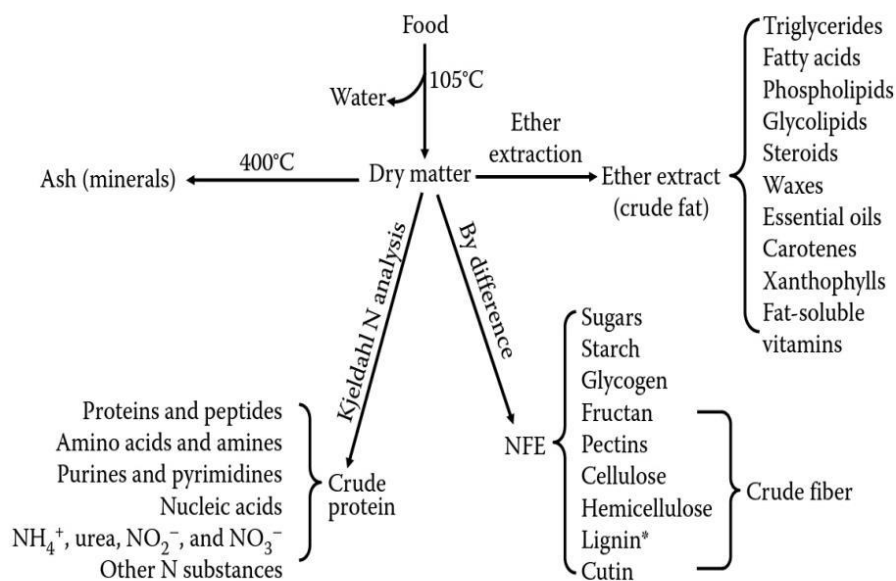 Food
105°C
Water
Ether
extraction
400°C
Ash (minerals)
Dry matter
Ether extract
(crude fat)
Triglycerides
Fatty acids
Phospholipids
Glycolipids
Steroids
Waxes
Essential oils
Carotenes
Xanthophylls
Fat-soluble
vitamins
Kjeldahl N analysis
By difference
Proteins and peptides
Amino acids and amines
Purines and pyrimidines
Nucleic acids
NH₄⁺, urea, NO₂⁻, and NO₃⁻
Other N substances
Crude
protein
NFE
Sugars
Starch
Glycogen
Fructan
Pectins
Cellulose
Hemicellulose
Lignin*
Cutin
Crude fiber